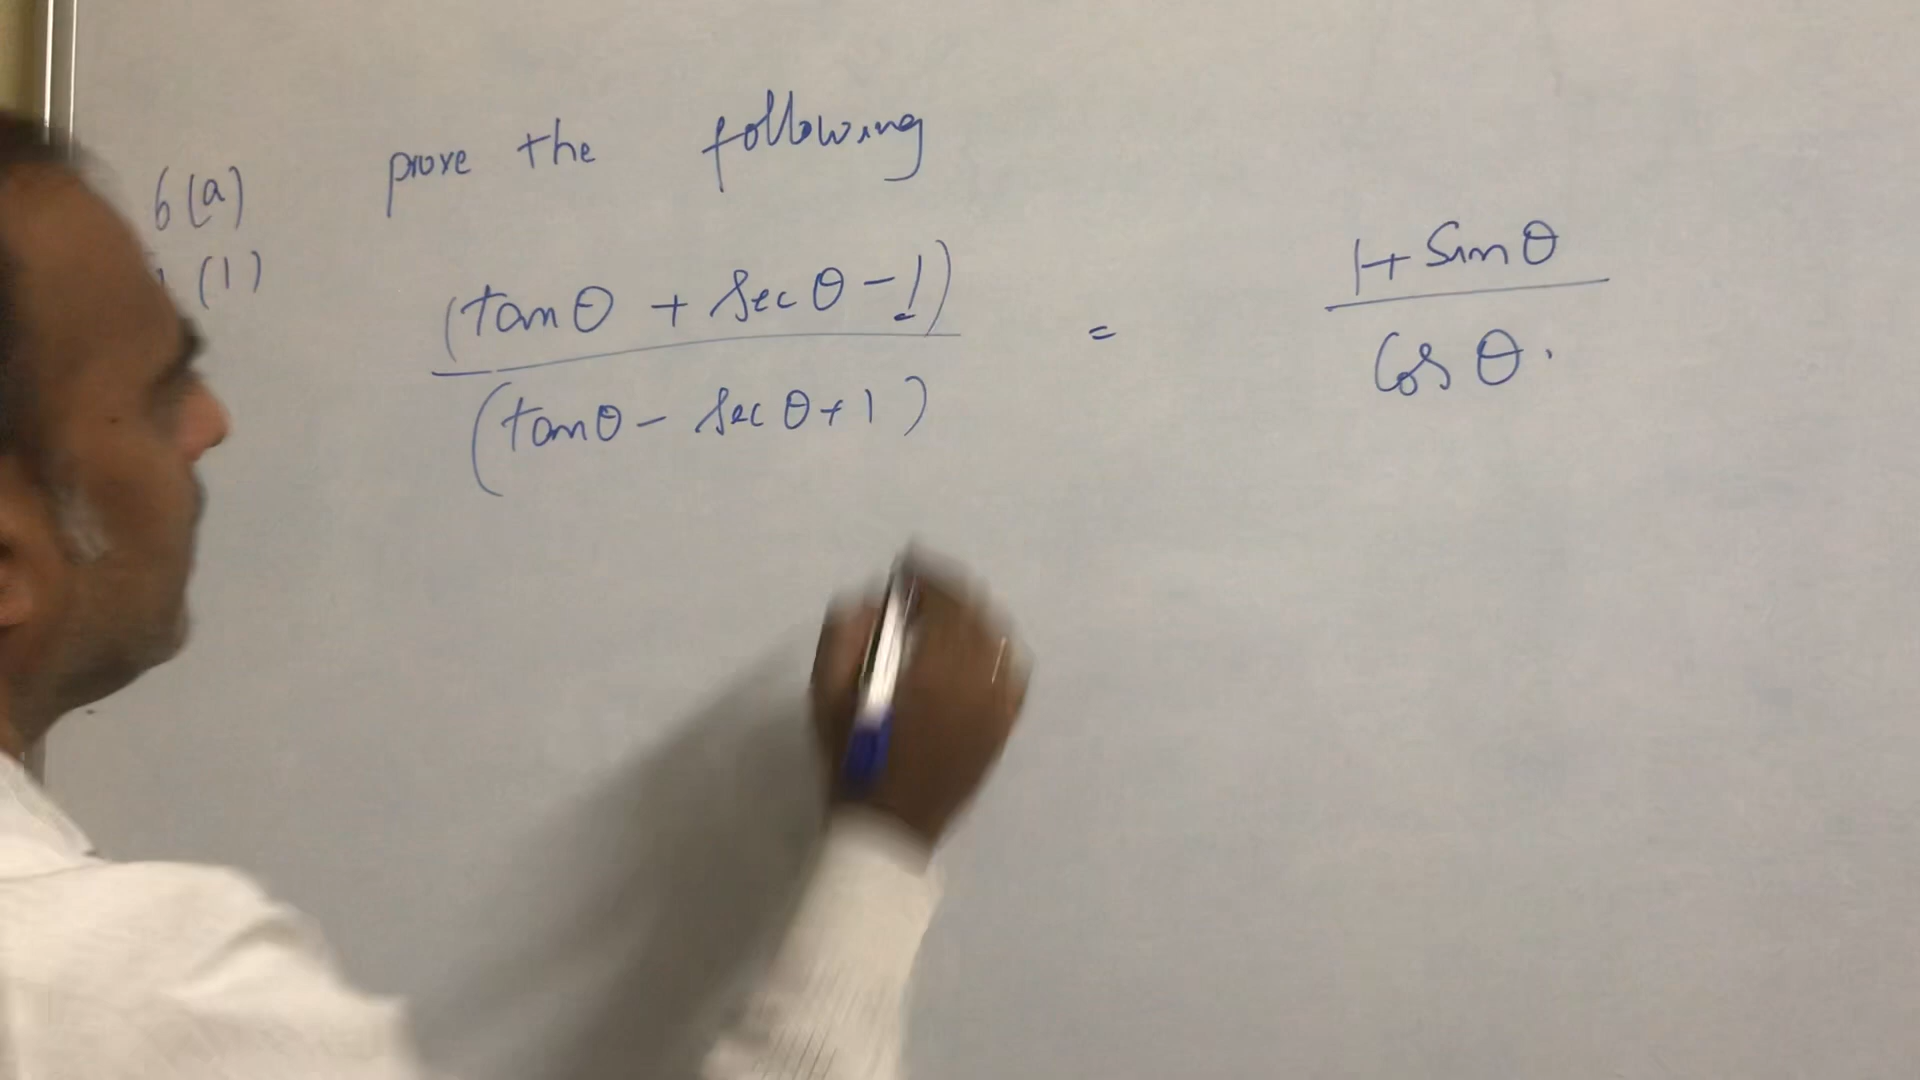 6(a) prove the following
(1) (tanθ + secθ - 1) / (tanθ - secθ + 1) = 1 + Sinθ / Cosθ.